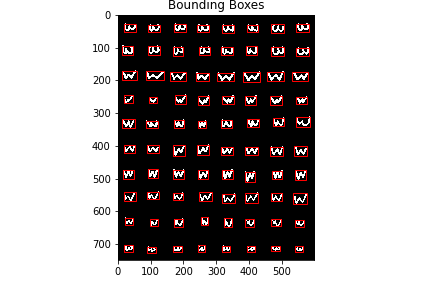 Bounding Boxes
0
w w w w w w w w
100 w w w w w w w w
200 w w w w w w w w
w w w w w w w w
300
w w w w w w w w
400 w w w w w w w w
500 w w w w w w w w
w w w w w w w w
600
w w w w w w w w
700 w w w w w w w w
0 100 200 300 400 500